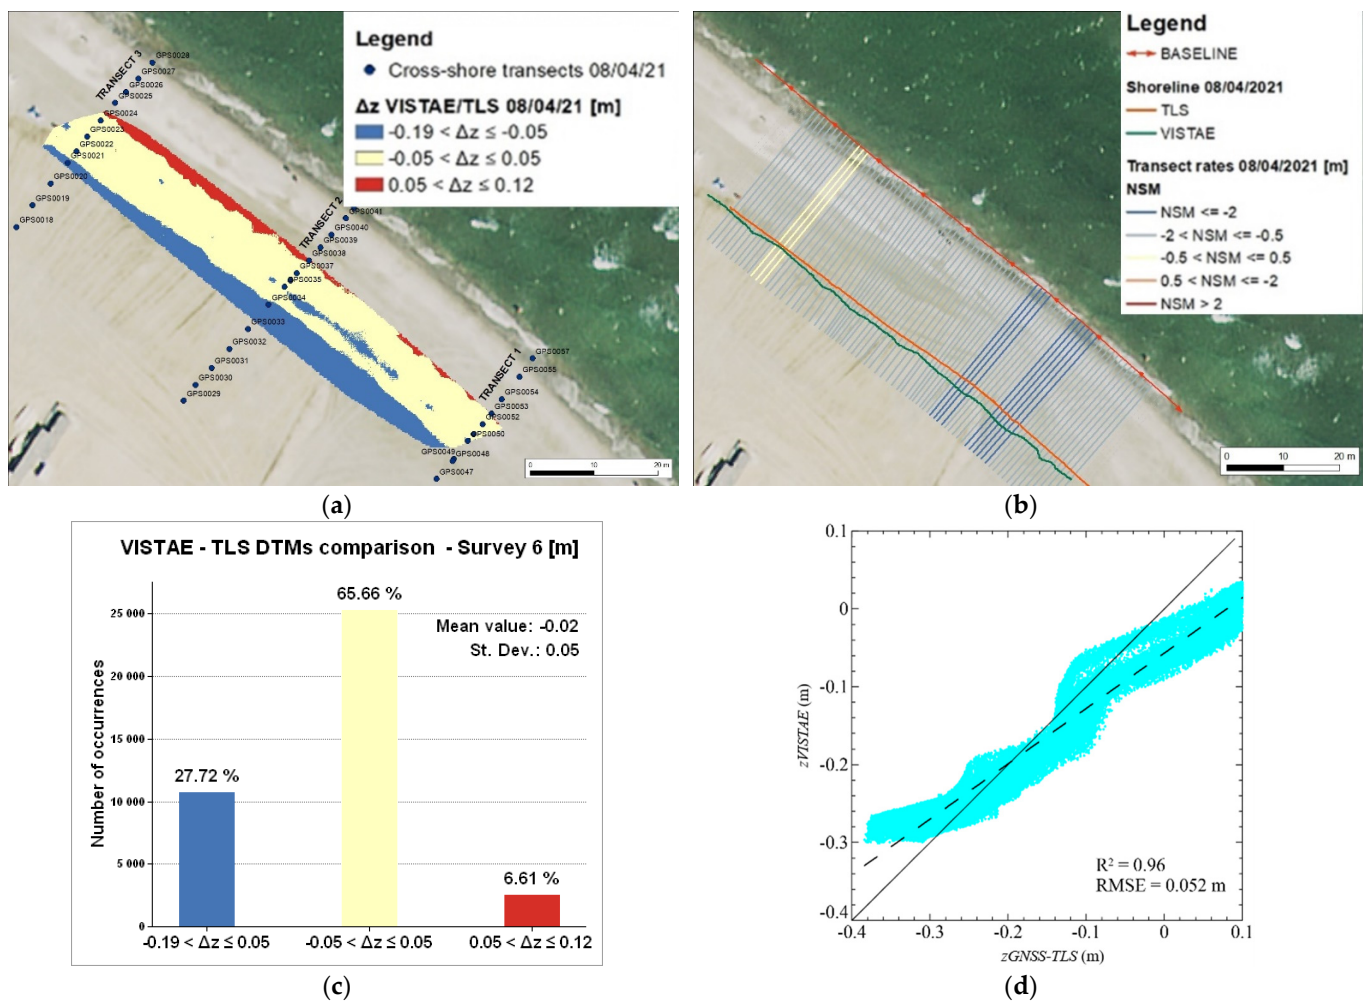 Legend
Cross-shore transects 08/04/21
Δz VISTAE/TLS 08/04/21 [m]
-0.19 < Δz ≤ -0.05
-0.05 < Δz ≤ 0.05
0.05 < Δz ≤ 0.12
TRANSECT 3
GPS0028
GPS0027
GPS0026
GPS0025
GPS0024
GPS0023
GPS0022
GPS0021
GPS0020
GPS0019
GPS0018
TRANSECT 2
GPS0041
GPS0040
GPS0039
GPS0038
GPS0037
GPS0035
GPS0034
GPS0033
GPS0032
GPS0031
GPS0030
GPS0029
TRANSECT 1
GPS0057
GPS0055
GPS0054
GPS0053
GPS0052
PS0050
GPS0049
GPS0048
GPS0047
0 10 20 m
(a)
Legend
BASELINE
Shoreline 08/04/2021
TLS
VISTAE
Transect rates 08/04/2021 [m]
NSM
NSM <= -2
-2 < NSM <= -0.5
-0.5 < NSM <= 0.5
0.5 < NSM <= -2
NSM > 2
0 10 20 m
(b)
VISTAE - TLS DTMs comparison - Survey 6 [m]
Mean value: -0.02
St. Dev.: 0.05
65.66 %
27.72 %
6.61 %
Number of occurrences
25 000
20 000
15 000
10 000
5 000
0
-0.19 < Δz ≤ 0.05
-0.05 < Δz ≤ 0.05
0.05 < Δz ≤ 0.12
(c)
0.1
0
-0.1
-0.2
-0.3
-0.4
zVISTAE (m)
R² = 0.96
RMSE = 0.052 m
-0.4 -0.3 -0.2 -0.1 0 0.1
zGNSS-TLS (m)
(d)